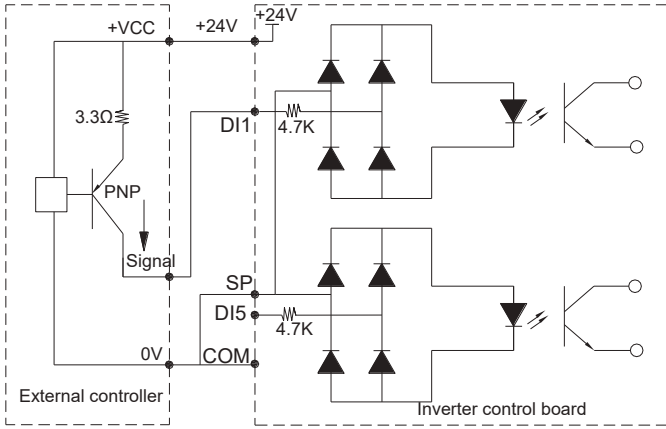 +VCC
+24V
+24V
3.3Ω
DI1
4.7K
PNP
Signal
SP
DI5
4.7K
0V
COM
External controller
Inverter control board